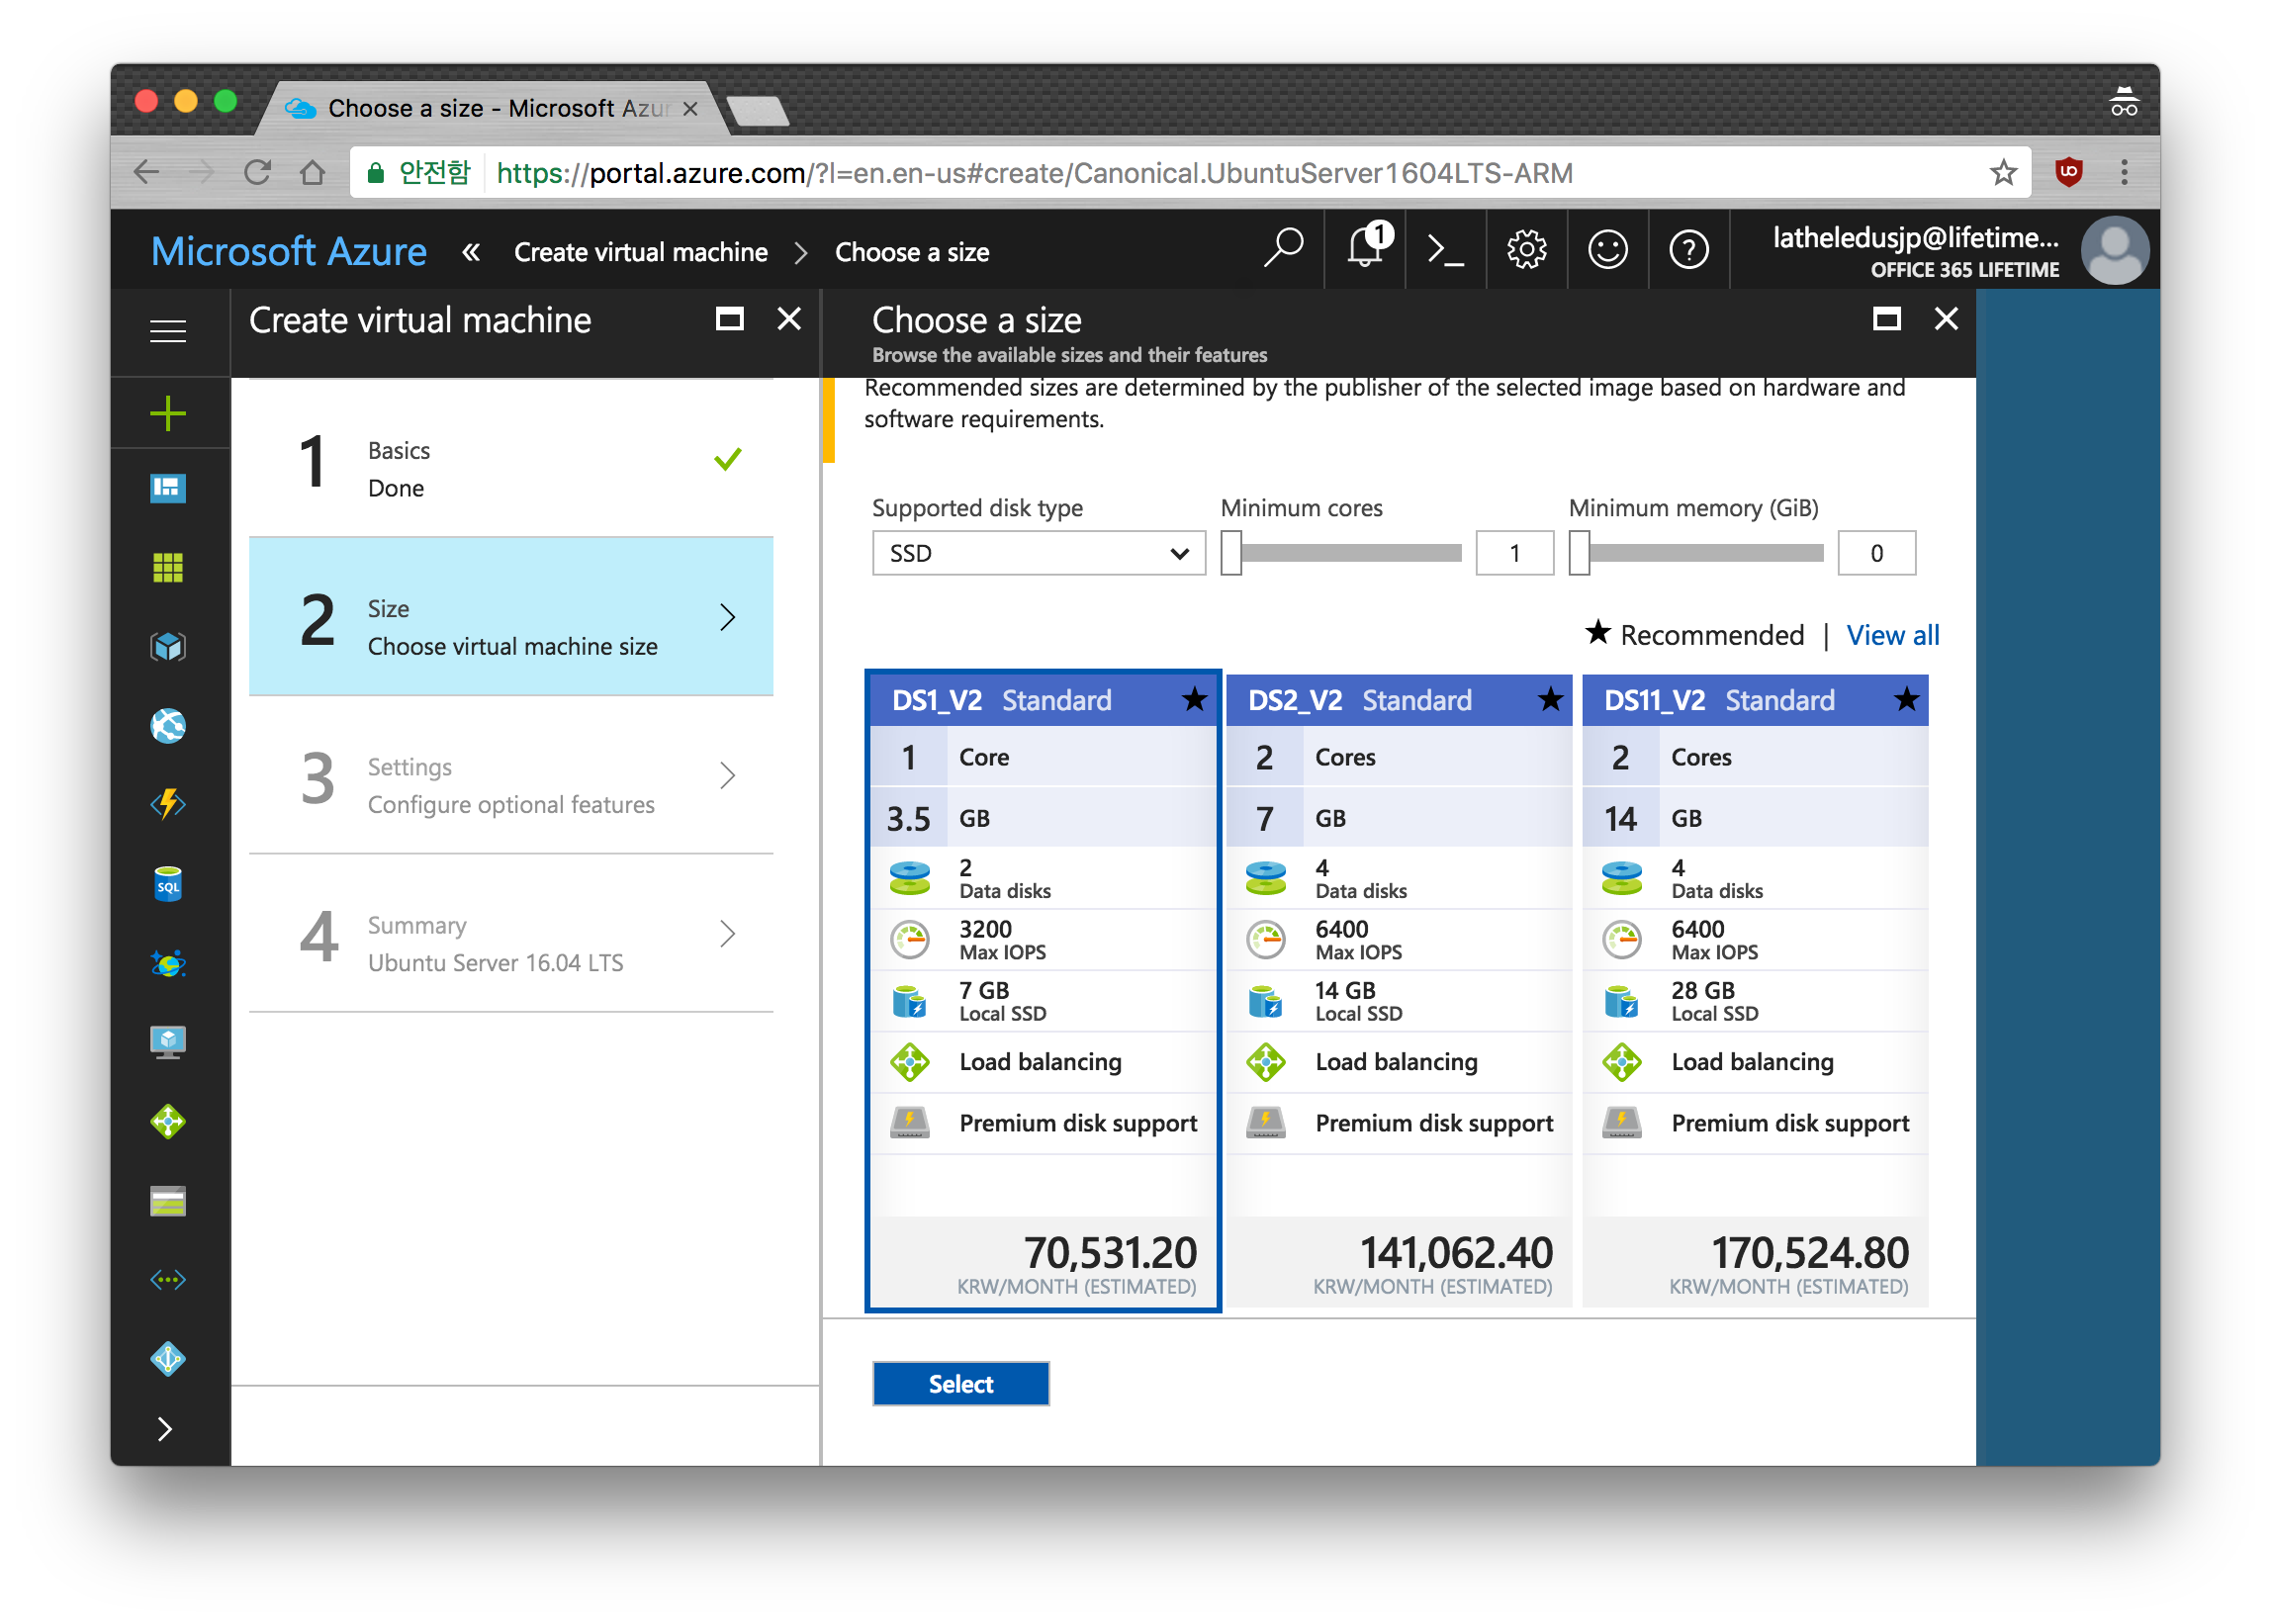 Choose a size - Microsoft Azur
안전함 https://portal.azure.com/?l=en.en-us#create/Canonical.UbuntuServer1604LTS-ARM
Microsoft Azure « Create virtual machine > Choose a size
1
latheledusjp@lifetime...
OFFICE 365 LIFETIME
Create virtual machine
1
Basics
Done
2
Size
Choose virtual machine size
3
Settings
Configure optional features
4
Summary
Ubuntu Server 16.04 LTS
SQL
Choose a size
Browse the available sizes and their features
Recommended sizes are determined by the publisher of the selected image based on hardware and
software requirements.
Supported disk type Minimum cores Minimum memory (GiB)
SSD 1 0
★ Recommended | View all
DS1_V2 Standard ★
1 Core
3.5 GB
2
Data disks
3200
Max IOPS
7 GB
Local SSD
Load balancing
Premium disk support
70,531.20
KRW/MONTH (ESTIMATED)
DS2_V2 Standard ★
2 Cores
7 GB
4
Data disks
6400
Max IOPS
14 GB
Local SSD
Load balancing
Premium disk support
141,062.40
KRW/MONTH (ESTIMATED)
DS11_V2 Standard ★
2 Cores
14 GB
4
Data disks
6400
Max IOPS
28 GB
Local SSD
Load balancing
Premium disk support
170,524.80
KRW/MONTH (ESTIMATED)
Select